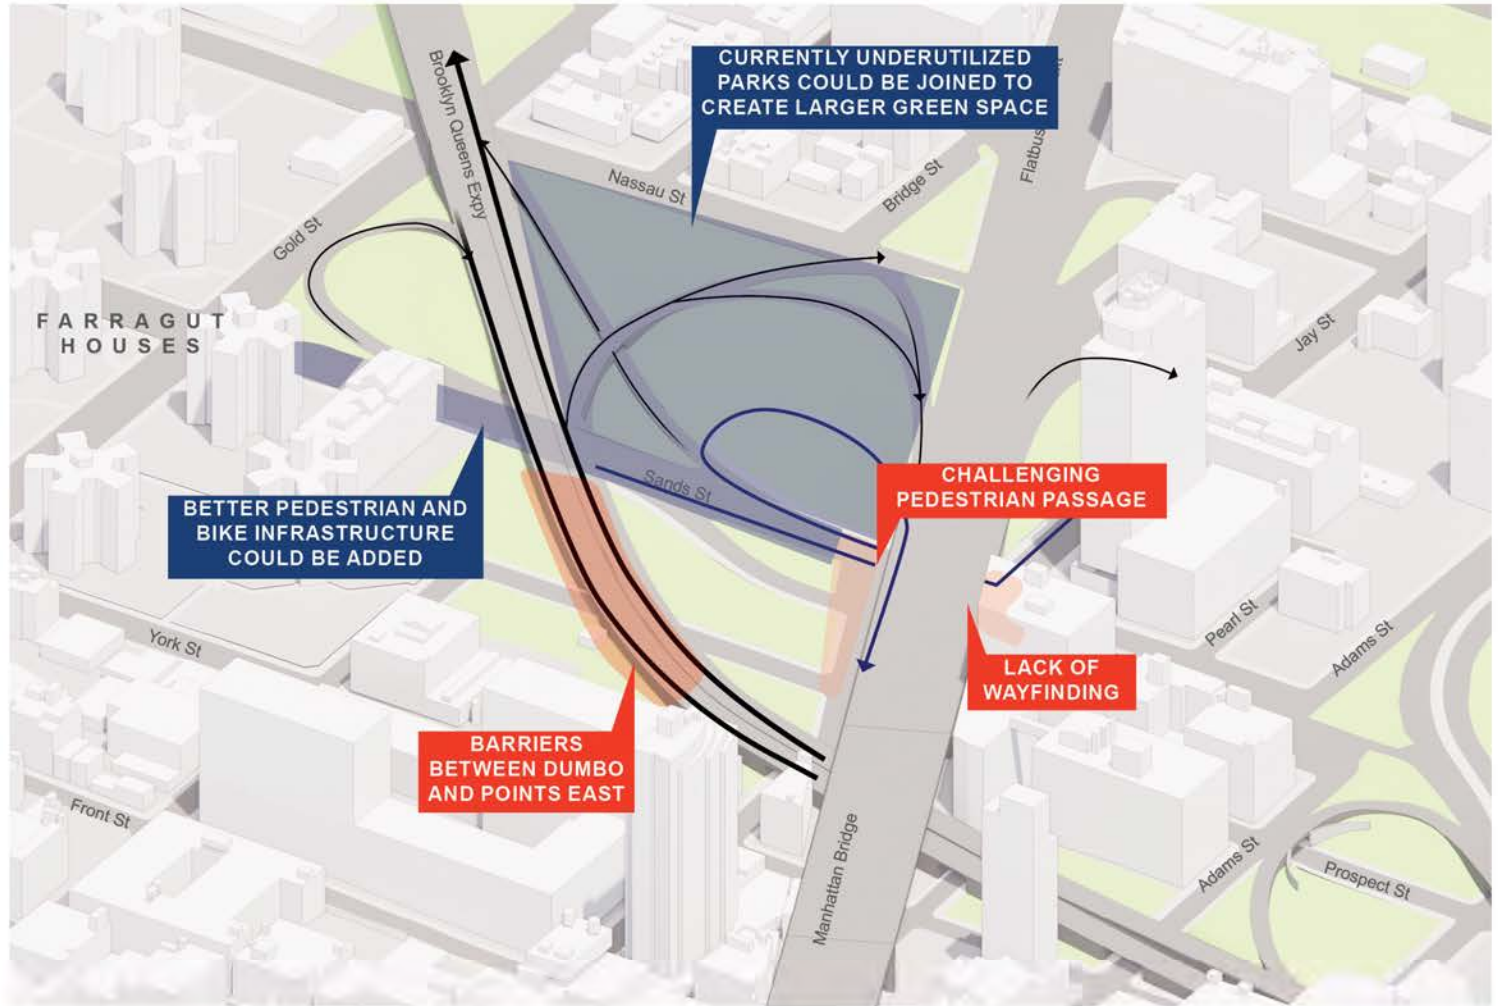 CURRENTLY UNDERUTILIZED
PARKS COULD BE JOINED TO
CREATE LARGER GREEN SPACE
Brooklyn Queens Expy
Nassau St
Bridge St
Gold St
FARRAGUT
HOUSES
Jay St
CHALLENGING
PEDESTRIAN PASSAGE
Sands St
BETTER PEDESTRIAN AND
BIKE INFRASTRUCTURE
COULD BE ADDED
York St
Pearl St
Adams St
LACK OF
WAYFINDING
BARRIERS
BETWEEN DUMBO
AND POINTS EAST
Front St
Manhattan Bridge
Adams St
Prospect St